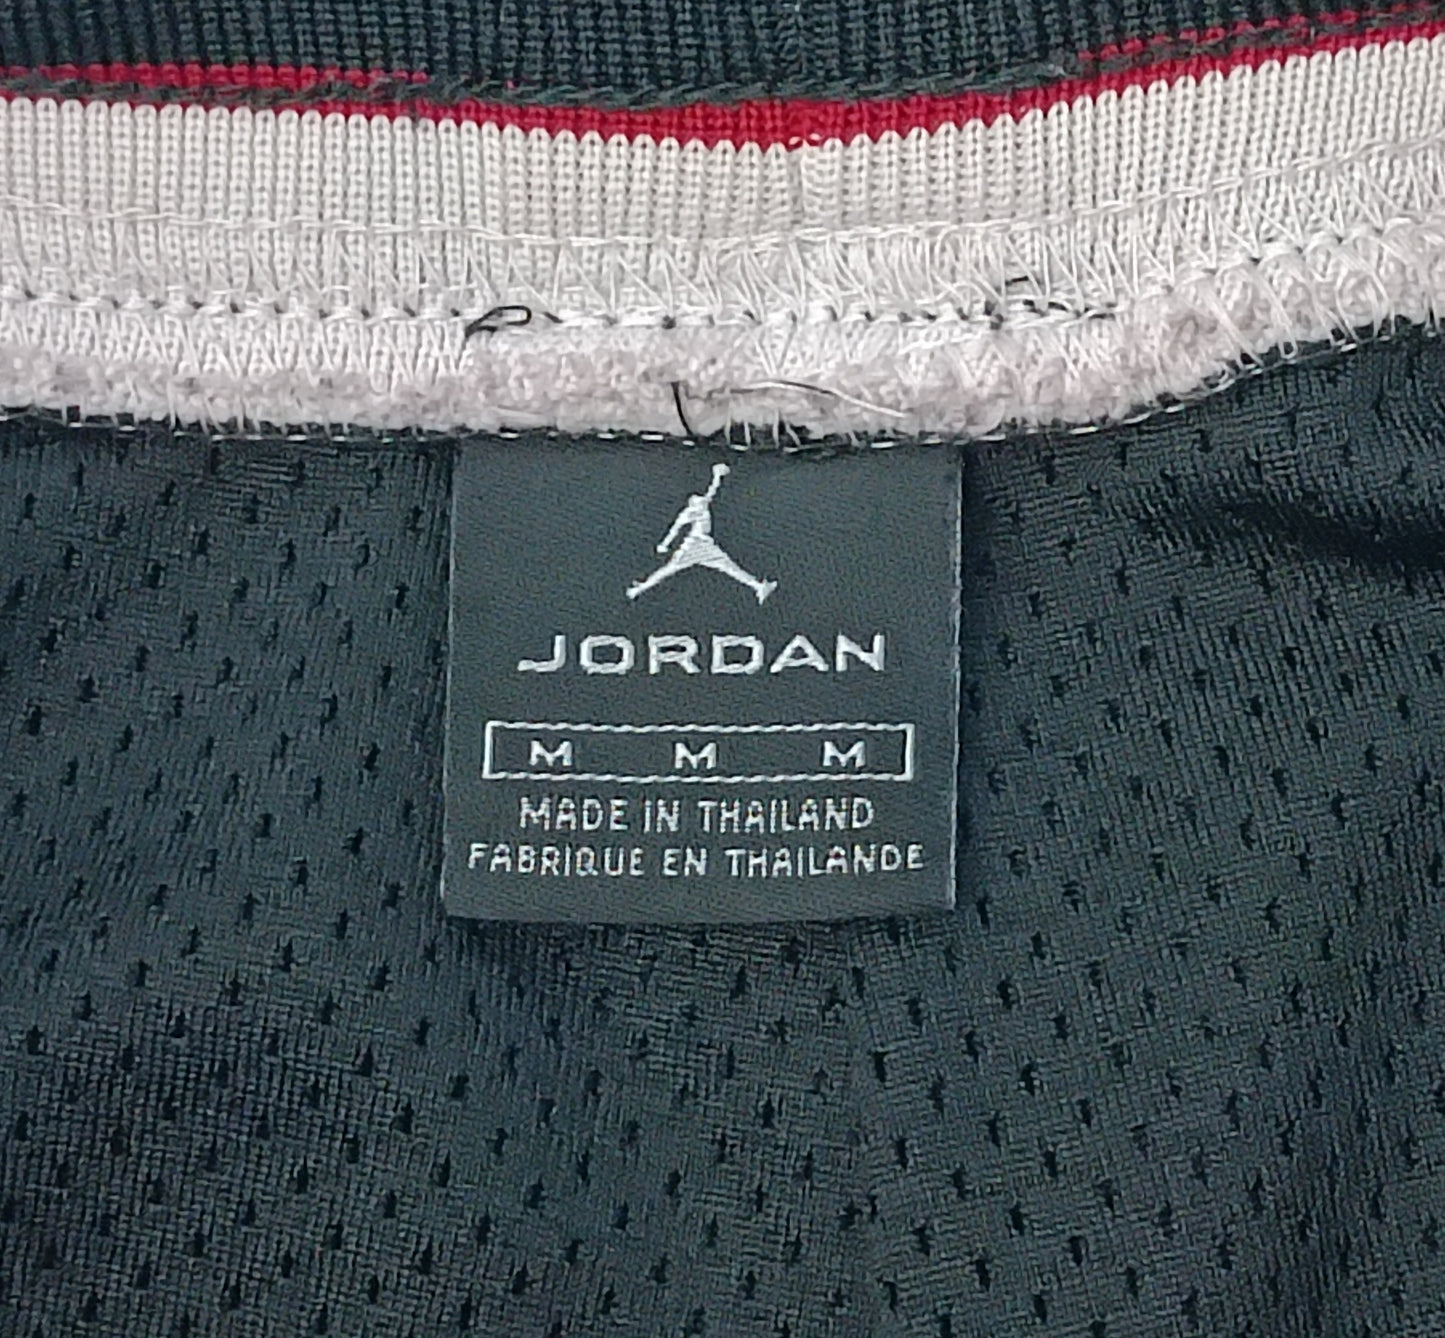 JORDAN
M M M
MADE IN THAILAND
FABRIQUE EN THAILANDE